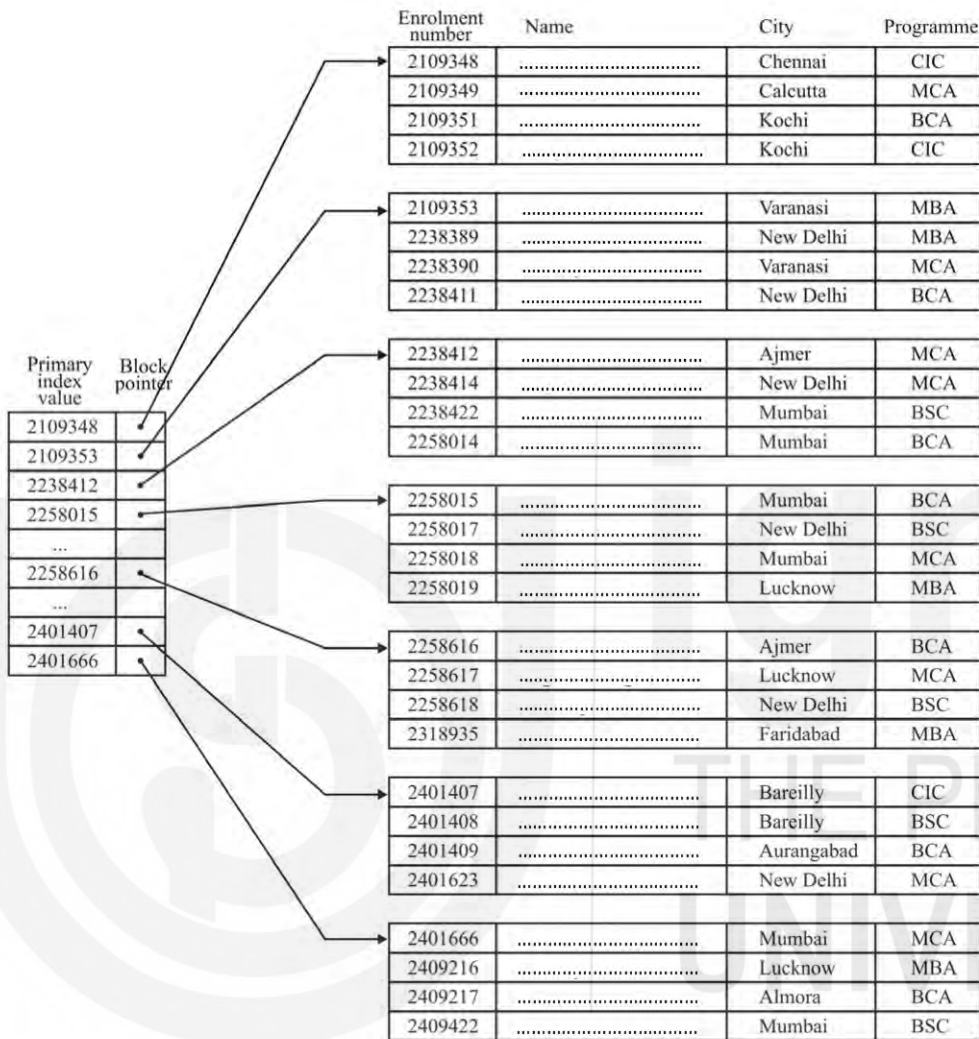 Enrolment number Name City Programme
2109348 .................................. Chennai CIC
2109349 .................................. Calcutta MCA
2109351 .................................. Kochi BCA
2109352 .................................. Kochi CIC
2109353 .................................. Varanasi MBA
2238389 .................................. New Delhi MBA
2238390 .................................. Varanasi MCA
2238411 .................................. New Delhi BCA
2238412 .................................. Ajmer MCA
2238414 .................................. New Delhi MCA
2238422 .................................. Mumbai BSC
2258014 .................................. Mumbai BCA
2258015 .................................. Mumbai BCA
2258017 .................................. New Delhi BSC
2258018 .................................. Mumbai MCA
2258019 .................................. Lucknow MBA
2258616 .................................. Ajmer BCA
2258617 .................................. Lucknow MCA
2258618 .................................. New Delhi BSC
2318935 .................................. Faridabad MBA
2401407 .................................. Bareilly CIC
2401408 .................................. Bareilly BSC
2401409 .................................. Aurangabad BCA
2401623 .................................. New Delhi MCA
2401666 .................................. Mumbai MCA
2409216 .................................. Lucknow MBA
2409217 .................................. Almora BCA
2409422 .................................. Mumbai BSC
Primary index value Block pointer
2109348
2109353
2238412
2258015
...
2258616
...
2401407
2401666
THE